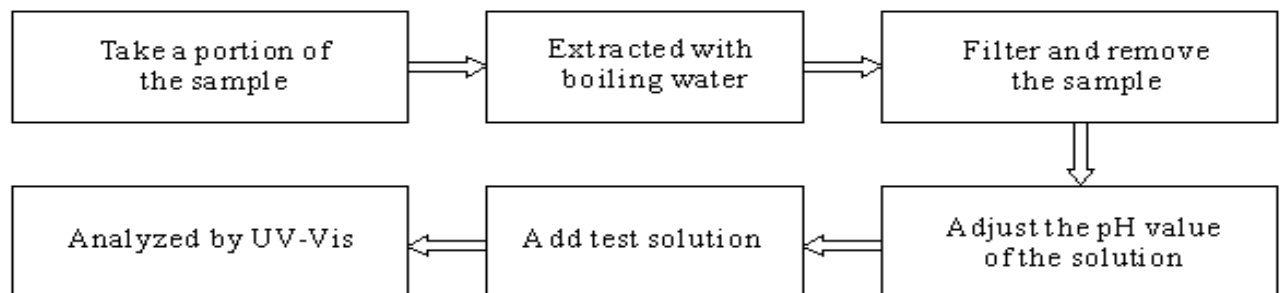 Take a portion of
the sample
Extracted with
boiling water
Filter and remove
the sample
Adjust the pH value
of the solution
Add test solution
Analyzed by UV-Vis